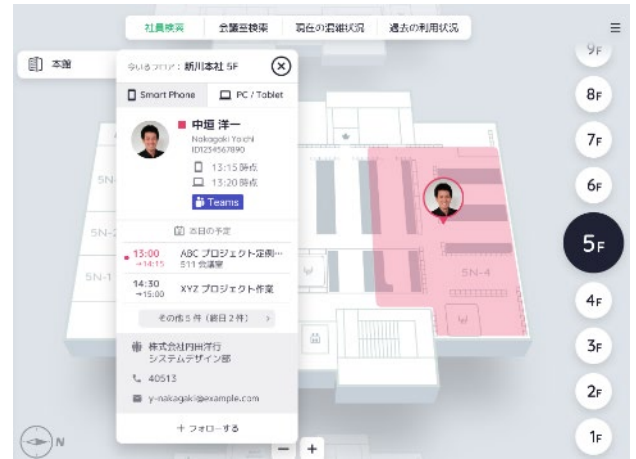 社員検索 会議室検索 現在の混雑状況 過去の利用状況
本館
今いるフロア：新川本社 5F
Smart Phone PC / Tablet
中垣 洋一
Nakagaki Yoichi
ID1234567890
13:15 時点
13:20 時点
Teams
本日の予定
13:00 ABC プロジェクト定例…
→14:15 511 会議室
14:30 XYZ プロジェクト作業
→15:00
その他 5 件（終日 2 件） >
株式会社内田洋行
システムデザイン部
40513
y-nakagaki@example.com
＋ フォローする
5N-
5N-2
5N-1
5N-4
9F
8F
7F
6F
5F
4F
3F
2F
1F
N
− +